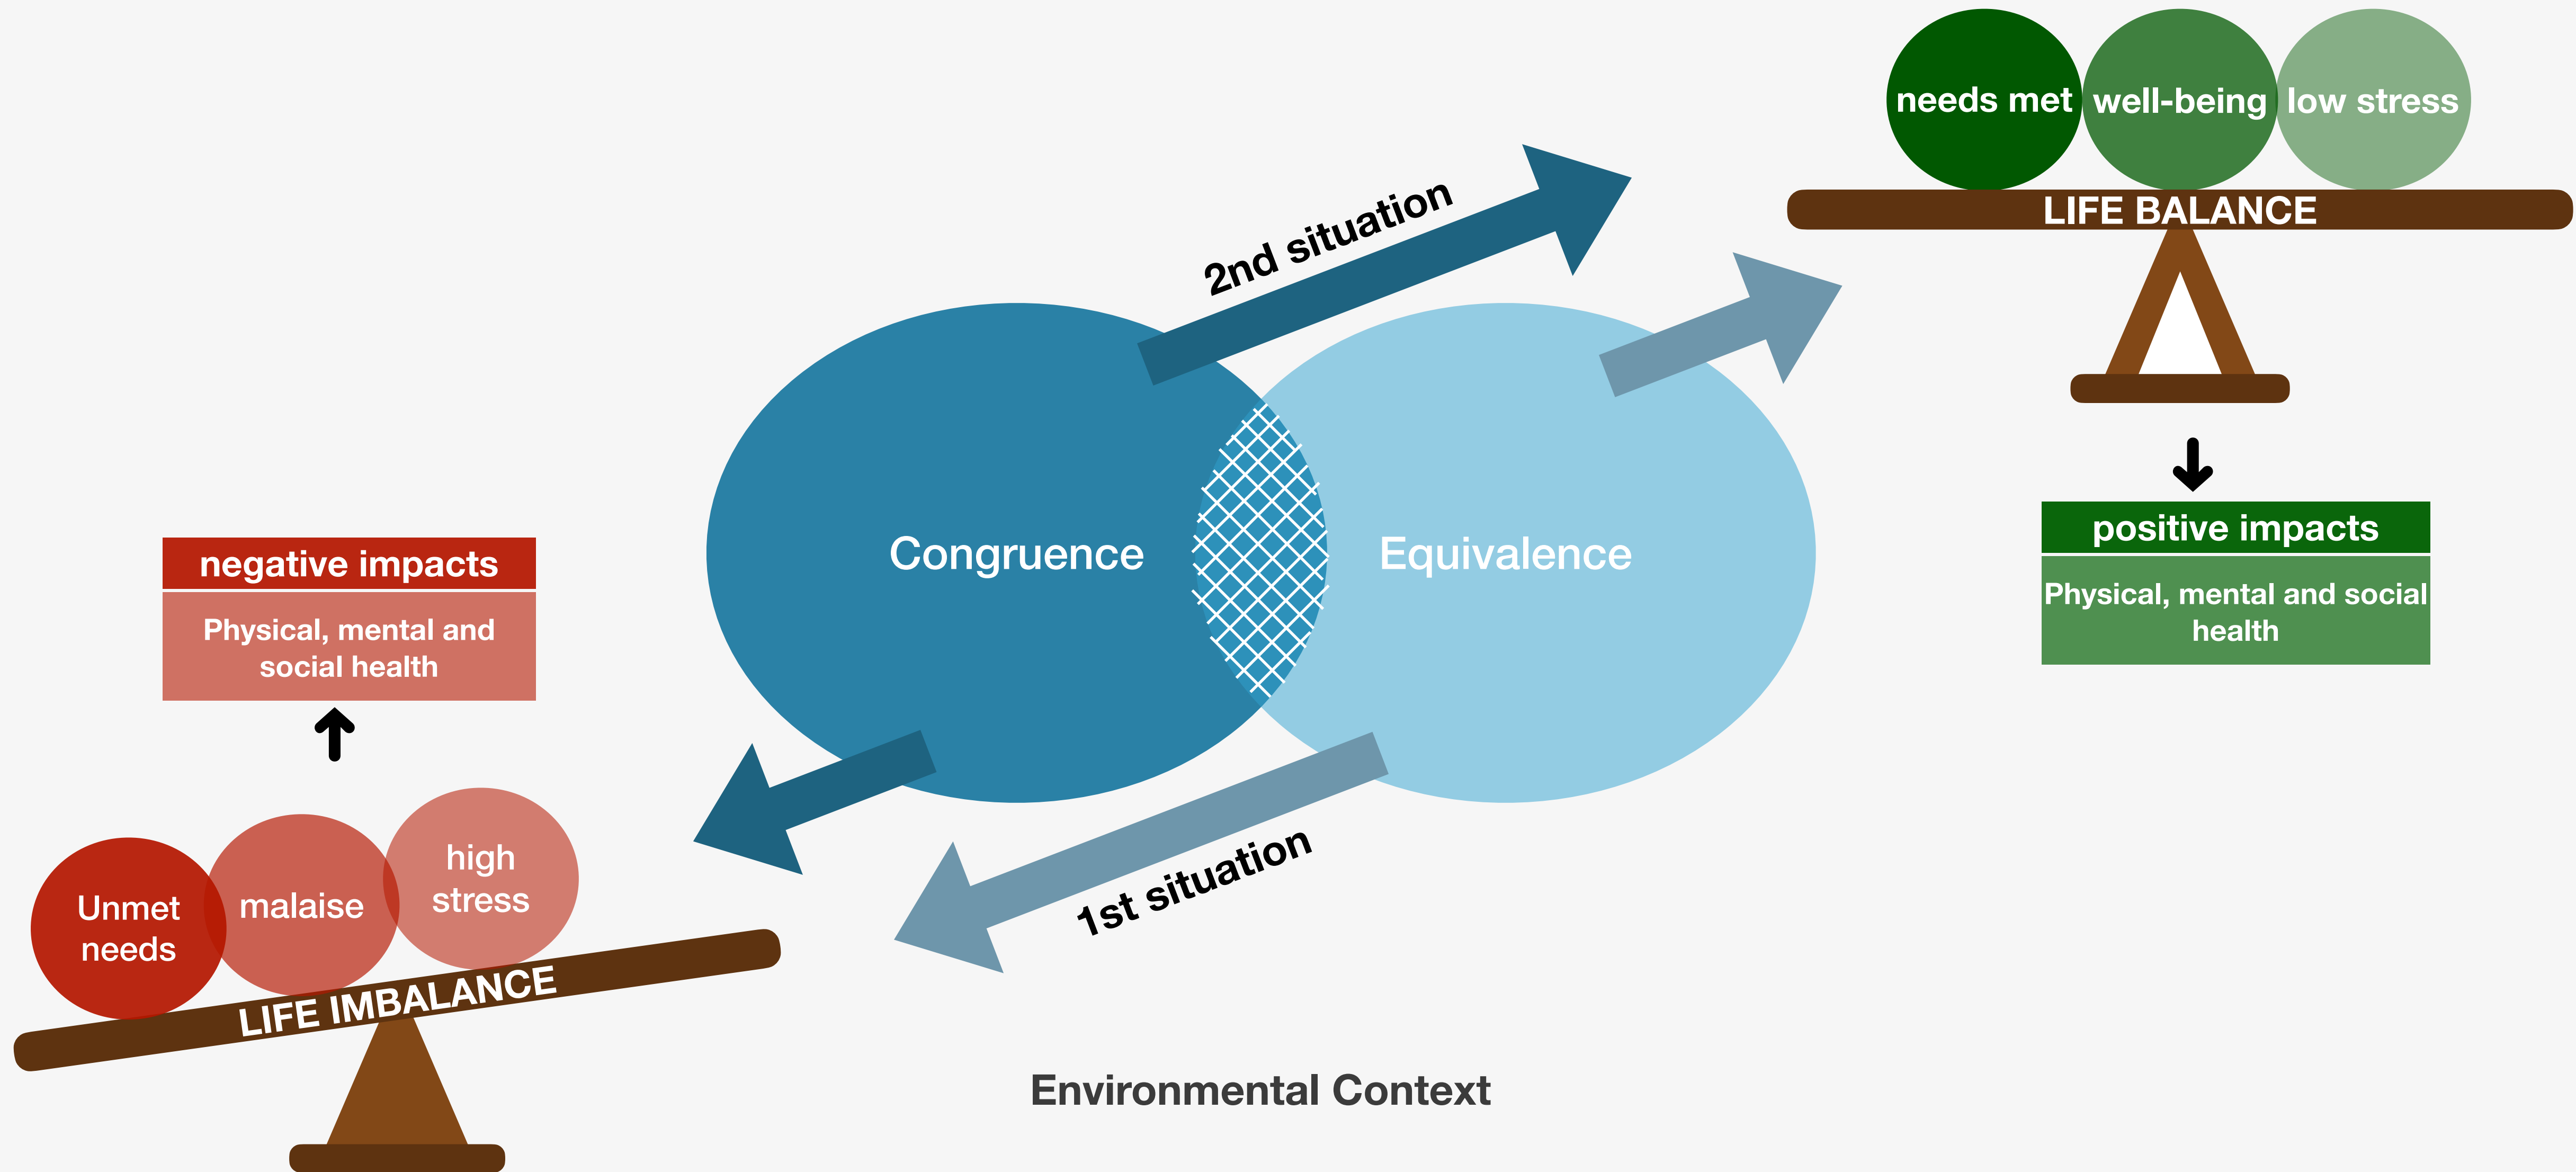 needs met
well-being
low stress
LIFE BALANCE
2nd situation
Congruence
Equivalence
positive impacts
Physical, mental and social
health
negative impacts
Physical, mental and
social health
Unmet
needs
malaise
high
stress
LIFE IMBALANCE
1st situation
Environmental Context